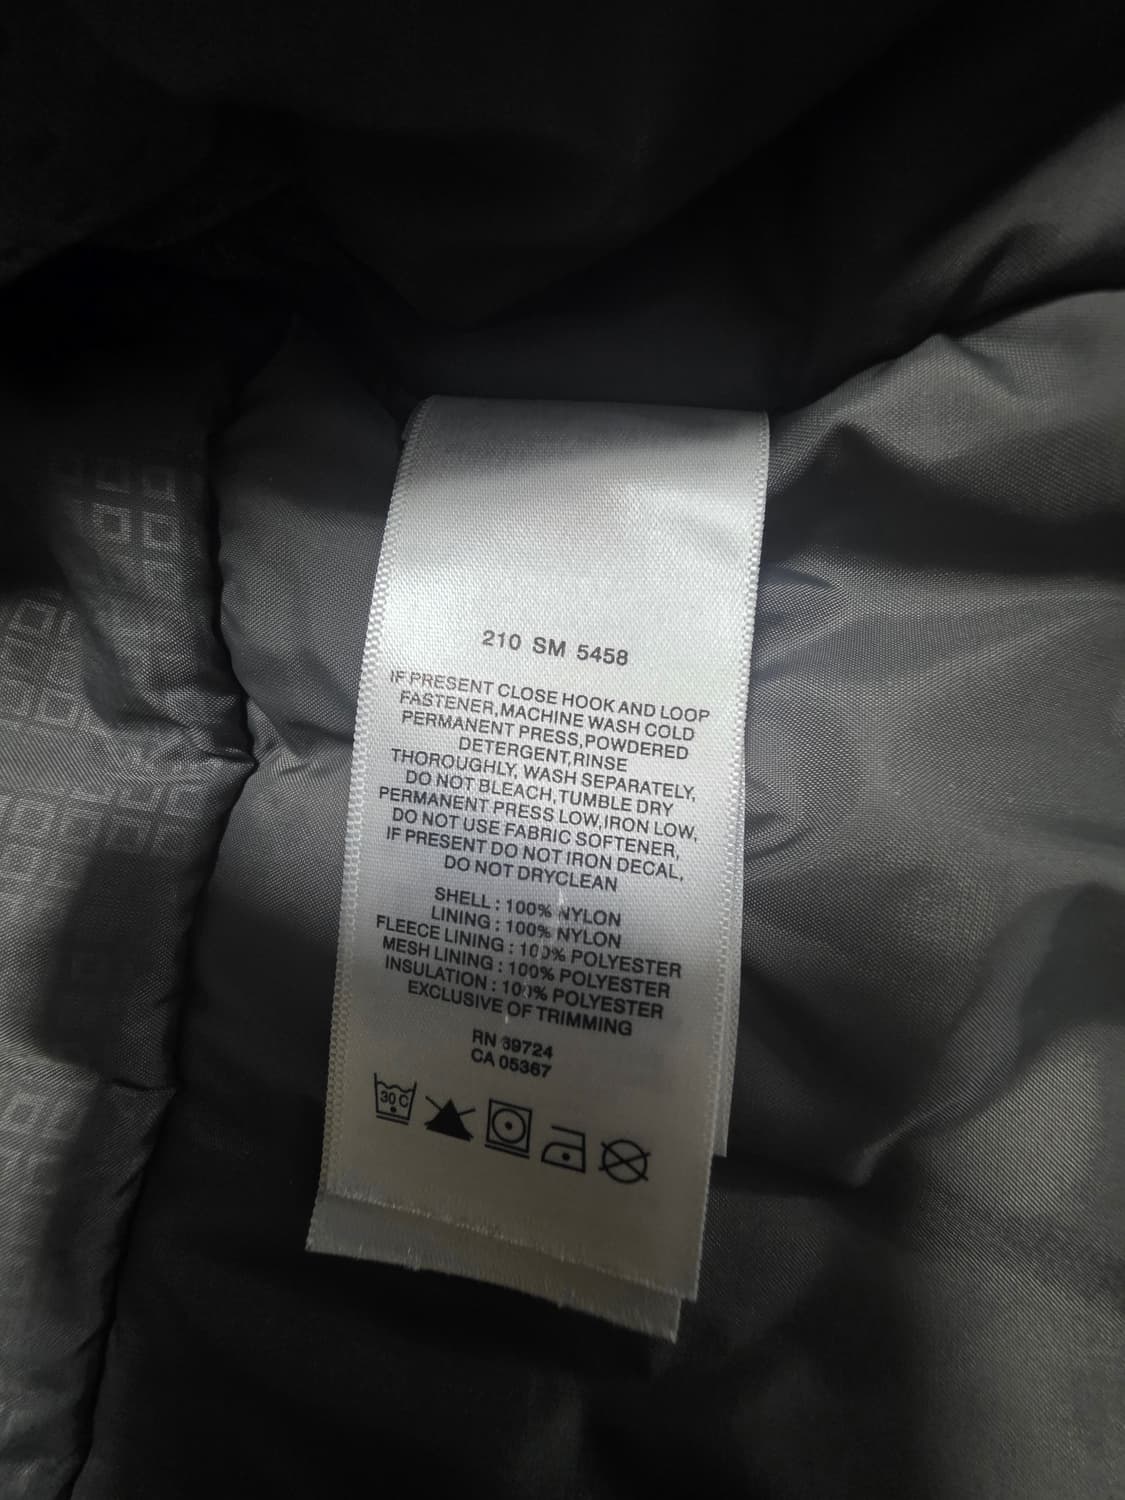 210 SM 5458
IF PRESENT CLOSE HOOK AND LOOP
FASTENER,MACHINE WASH COLD
PERMANENT PRESS,POWDERED
DETERGENT,RINSE
THOROUGHLY, WASH SEPARATELY,
DO NOT BLEACH,TUMBLE DRY
PERMANENT PRESS LOW,IRON LOW,
DO NOT USE FABRIC SOFTENER,
IF PRESENT DO NOT IRON DECAL,
DO NOT DRYCLEAN
SHELL : 100% NYLON
LINING : 100% NYLON
FLEECE LINING : 100% POLYESTER
MESH LINING : 100% POLYESTER
INSULATION : 100% POLYESTER
EXCLUSIVE OF TRIMMING
RN 39724
CA 05367
30 C